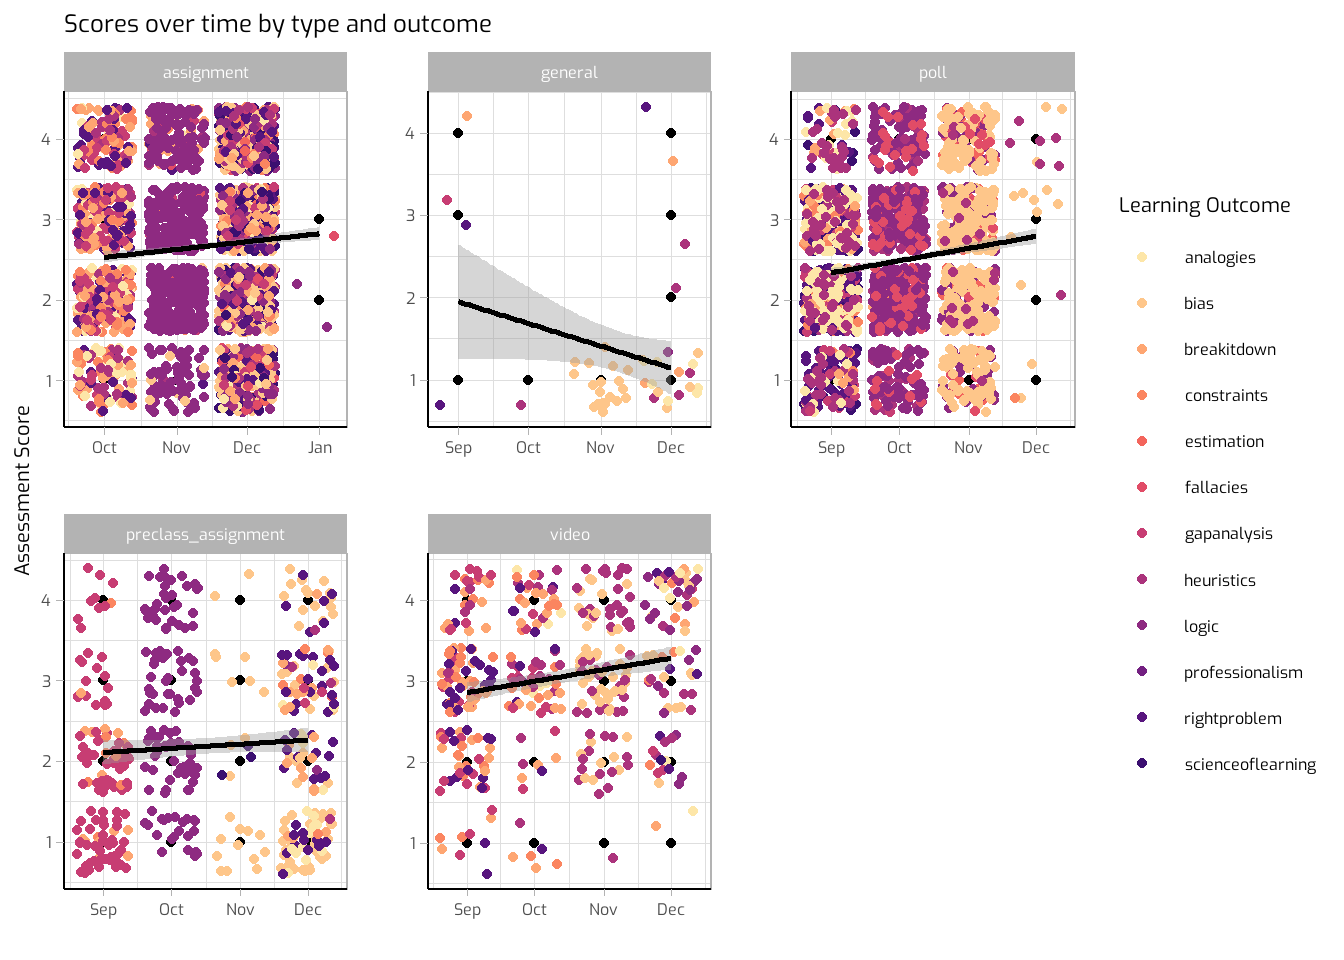 Scores over time by type and outcome
assignment
general
poll
4
3
2
1
4
3
2
1
4
3
2
1
Oct Nov Dec Jan
Sep Oct Nov Dec
Sep Oct Nov Dec
Assessment Score
preclass_assignment
video
4
3
2
1
4
3
2
1
Sep Oct Nov Dec
Sep Oct Nov Dec
Learning Outcome
analogies
bias
breakitdown
constraints
estimation
fallacies
gapanalysis
heuristics
logic
professionalism
rightproblem
scienceoflearning